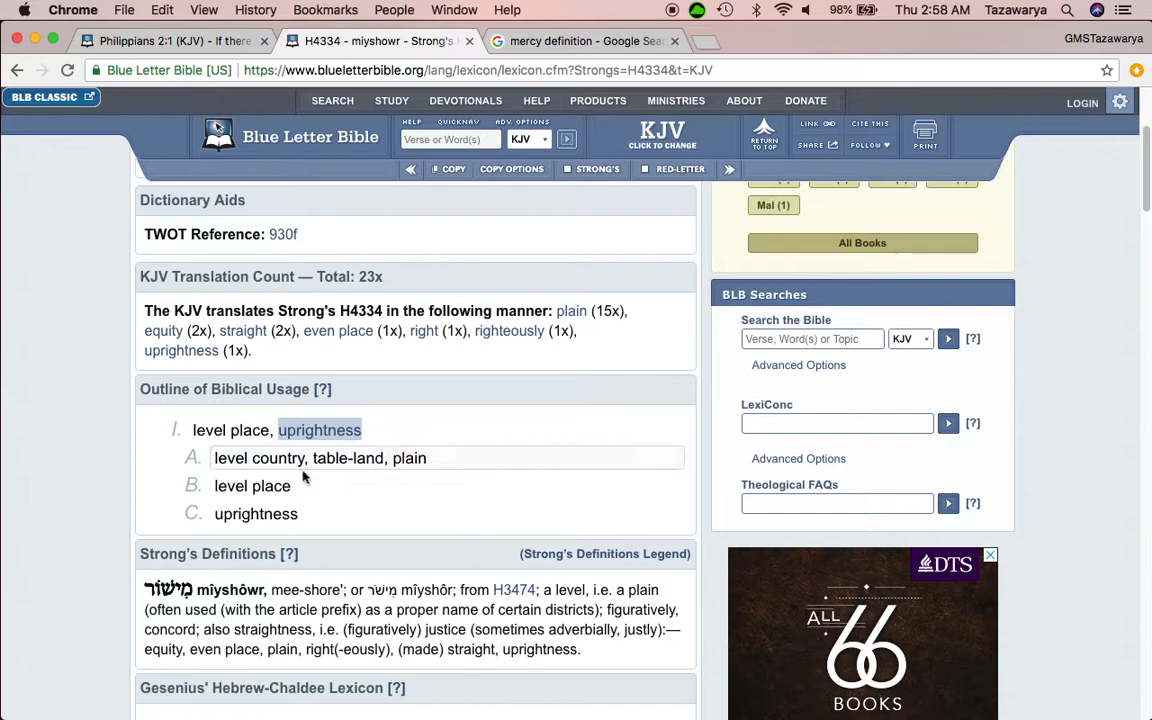 Chrome File Edit View History Bookmarks People Window Help 98% Thu 2:58 AM Tazawarya
Philippians 2:1 (KJV) - If there × H4334 - miyshowr - Strong's × mercy definition - Google Sea × GMSTazawarya
Blue Letter Bible [US] https://www.blueletterbible.org/lang/lexicon/lexicon.cfm?Strongs=H4334&t=KJV
BLB CLASSIC SEARCH STUDY DEVOTIONALS HELP PRODUCTS MINISTRIES ABOUT DONATE LOGIN
HELP QUICKNAV ADV. OPTIONS
Blue Letter Bible Verse or Word(s) KJV
KJV
CLICK TO CHANGE
RETURN
TO TOP
LINK CITE THIS
SHARE FOLLOW PRINT
COPY COPY OPTIONS STRONG'S RED-LETTER
Dictionary Aids
TWOT Reference: 930f
KJV Translation Count — Total: 23x
The KJV translates Strong's H4334 in the following manner: plain (15x),
equity (2x), straight (2x), even place (1x), right (1x), righteously (1x),
uprightness (1x).
Outline of Biblical Usage [?]
I. level place, uprightness
A. level country, table-land, plain
B. level place
C. uprightness
Strong's Definitions [?] (Strong's Definitions Legend)
מִישׁוֹר mîyshôwr, mee-shore'; or מִישֹׁר mîyshôr; from H3474; a level, i.e. a plain
(often used (with the article prefix) as a proper name of certain districts); figuratively,
concord; also straightness, i.e. (figuratively) justice (sometimes adverbially, justly):—
equity, even place, plain, right(-eously), (made) straight, uprightness.
Gesenius' Hebrew-Chaldee Lexicon [?]
Mal (1)
All Books
BLB Searches
Search the Bible
Verse, Word(s) or Topic KJV [?]
Advanced Options
LexiConc
[?]
Advanced Options
Theological FAQs
[?]
DTS
ALL
66
BOOKS